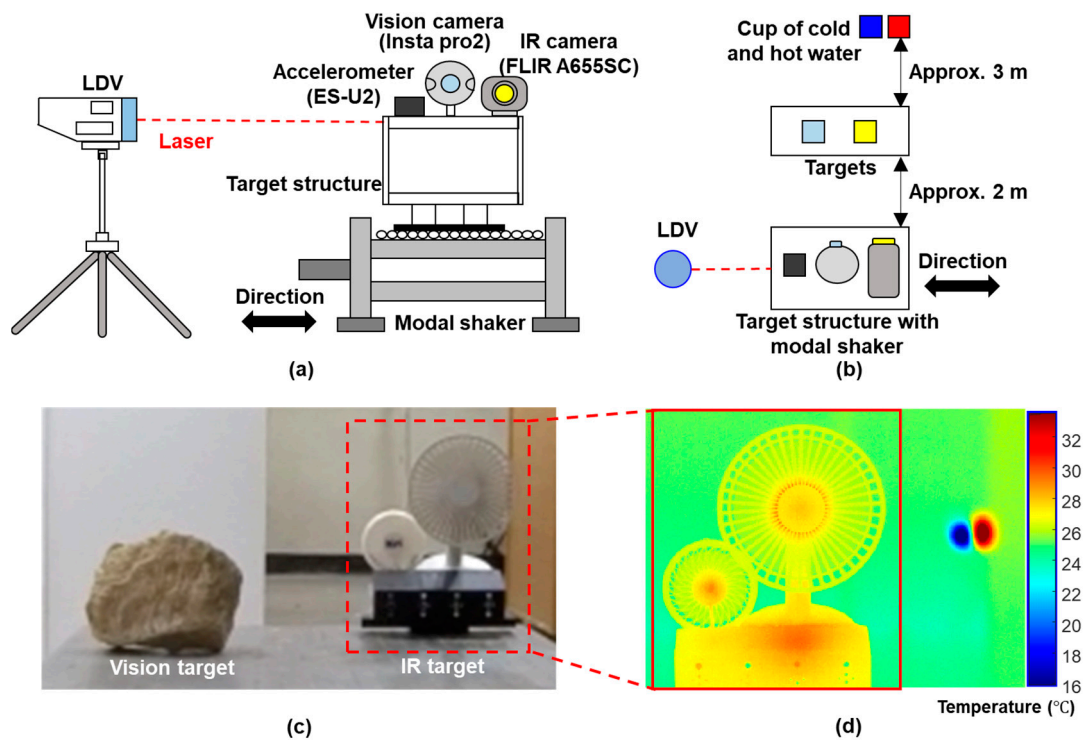 Vision camera
(Insta pro2)
IR camera
(FLIR A655SC)
Accelerometer
(ES-U2)
LDV
Laser
Target structure
Direction
Modal shaker
(a)
Cup of cold
and hot water
Approx. 3 m
Targets
Approx. 2 m
LDV
Direction
Target structure with
modal shaker
(b)
Vision target
IR target
(c)
32
30
28
26
24
22
20
18
16
Temperature (℃)
(d)